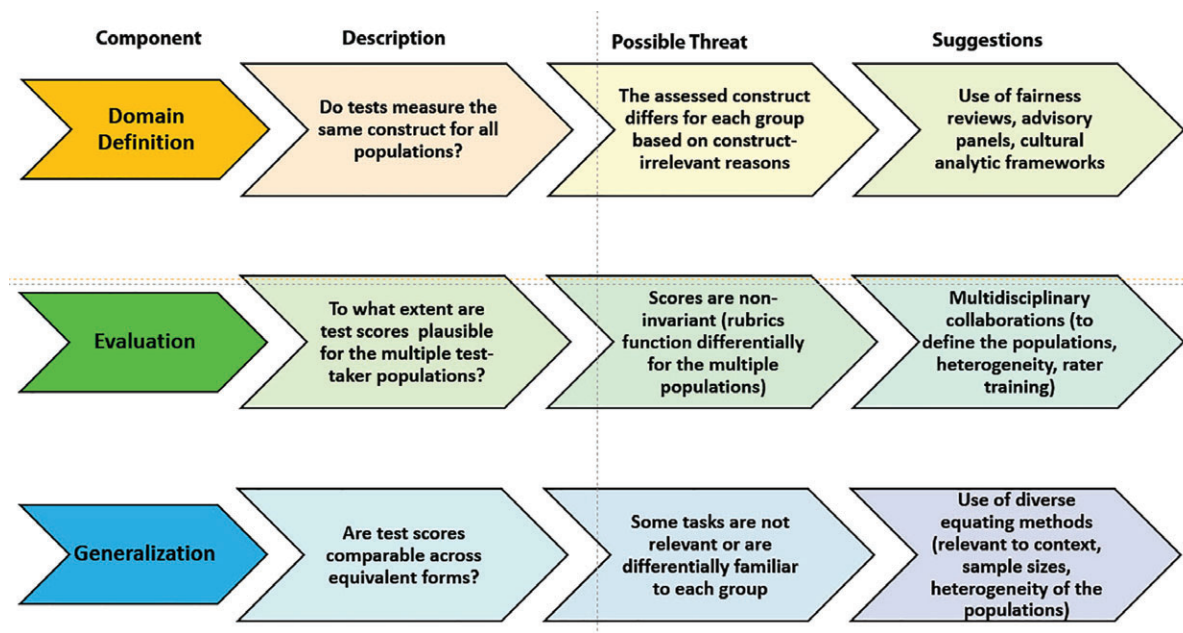 Component
Description
Possible Threat
Suggestions
Domain
Definition
Do tests measure the
same construct for all
populations?
The assessed construct
differs for each group
based on construct-
irrelevant reasons
Use of fairness
reviews, advisory
panels, cultural
analytic frameworks
Evaluation
To what extent are
test scores plausible
for the multiple test-
taker populations?
Scores are non-
invariant (rubrics
function differentially
for the multiple
populations)
Multidisciplinary
collaborations (to
define the populations,
heterogeneity, rater
training)
Generalization
Are test scores
comparable across
equivalent forms?
Some tasks are not
relevant or are
differentially familiar
to each group
Use of diverse
equating methods
(relevant to context,
sample sizes,
heterogeneity of the
populations)